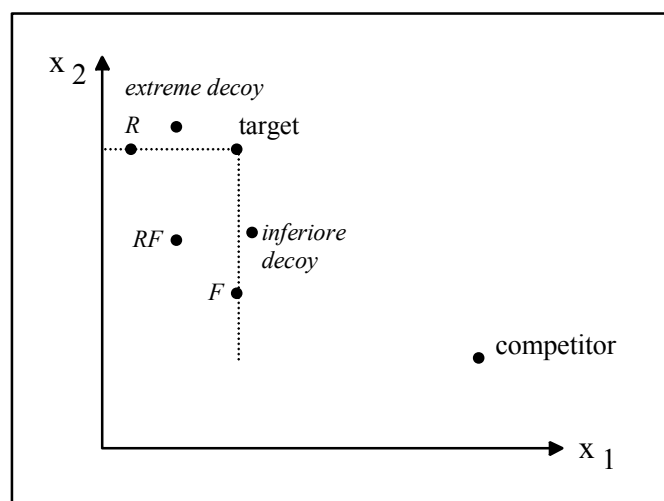 x 2
extreme decoy
R
target
RF
inferiore
decoy
F
competitor
x 1